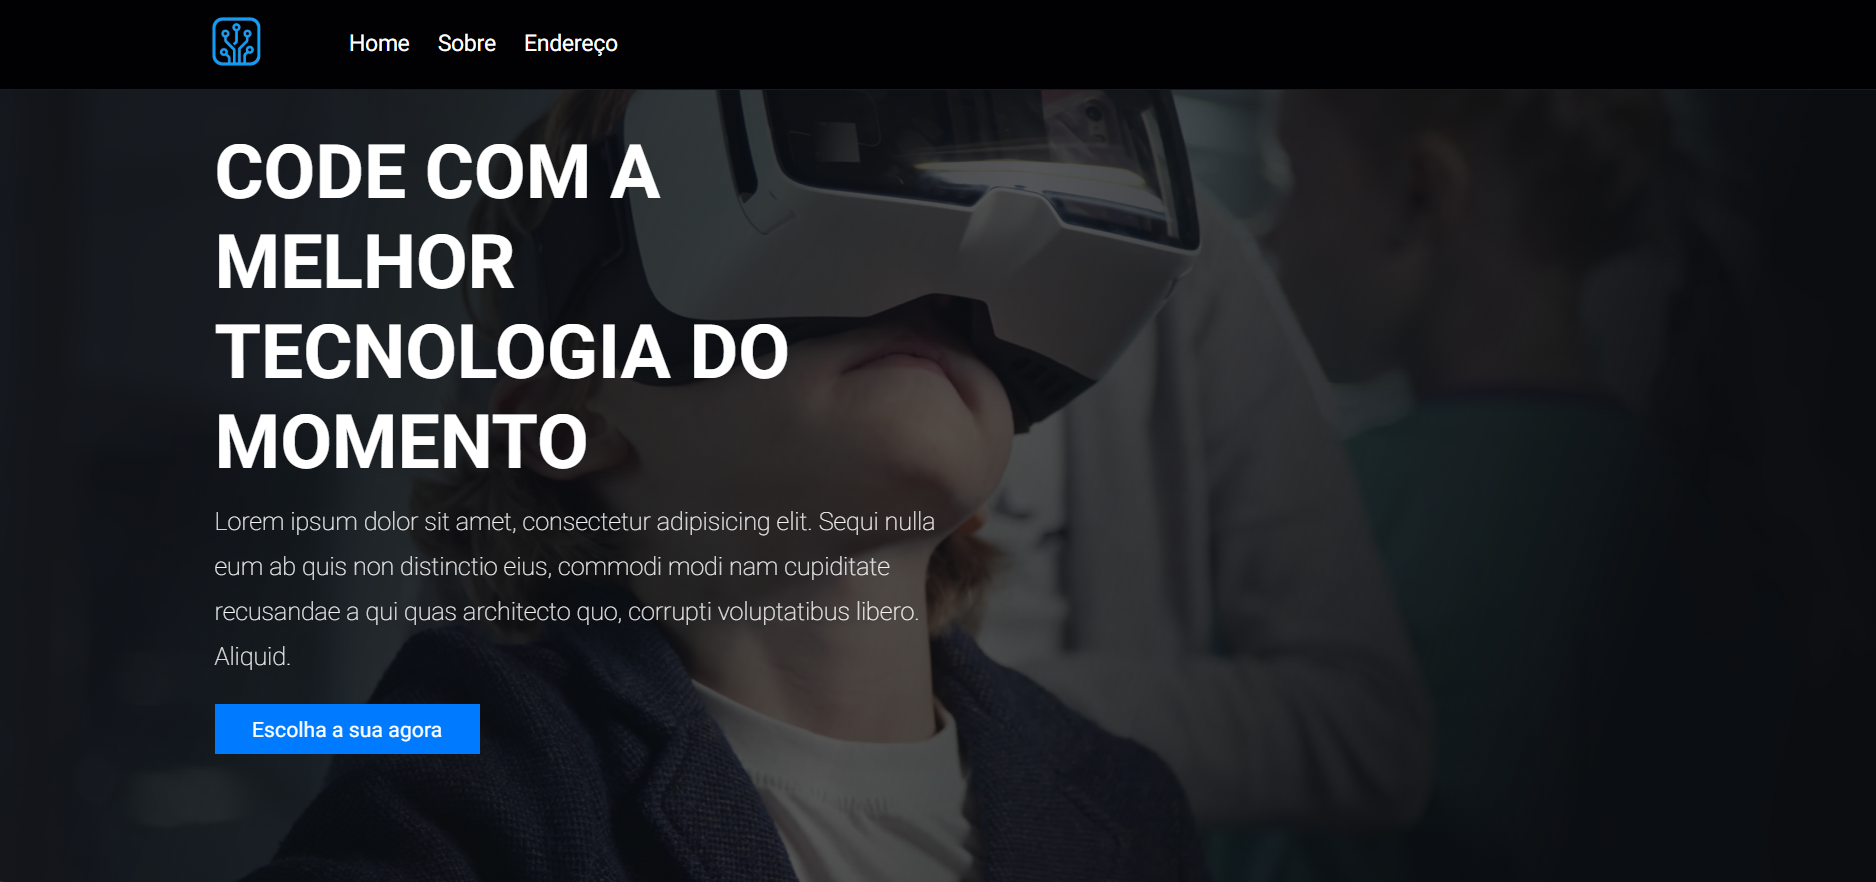 Home Sobre Endereço
CODE COM A
MELHOR
TECNOLOGIA DO
MOMENTO
Lorem ipsum dolor sit amet, consectetur adipisicing elit. Sequi nulla
eum ab quis non distinctio eius, commodi modi nam cupiditate
recusandae a qui quas architecto quo, corrupti voluptatibus libero.
Aliquid.
Escolha a sua agora